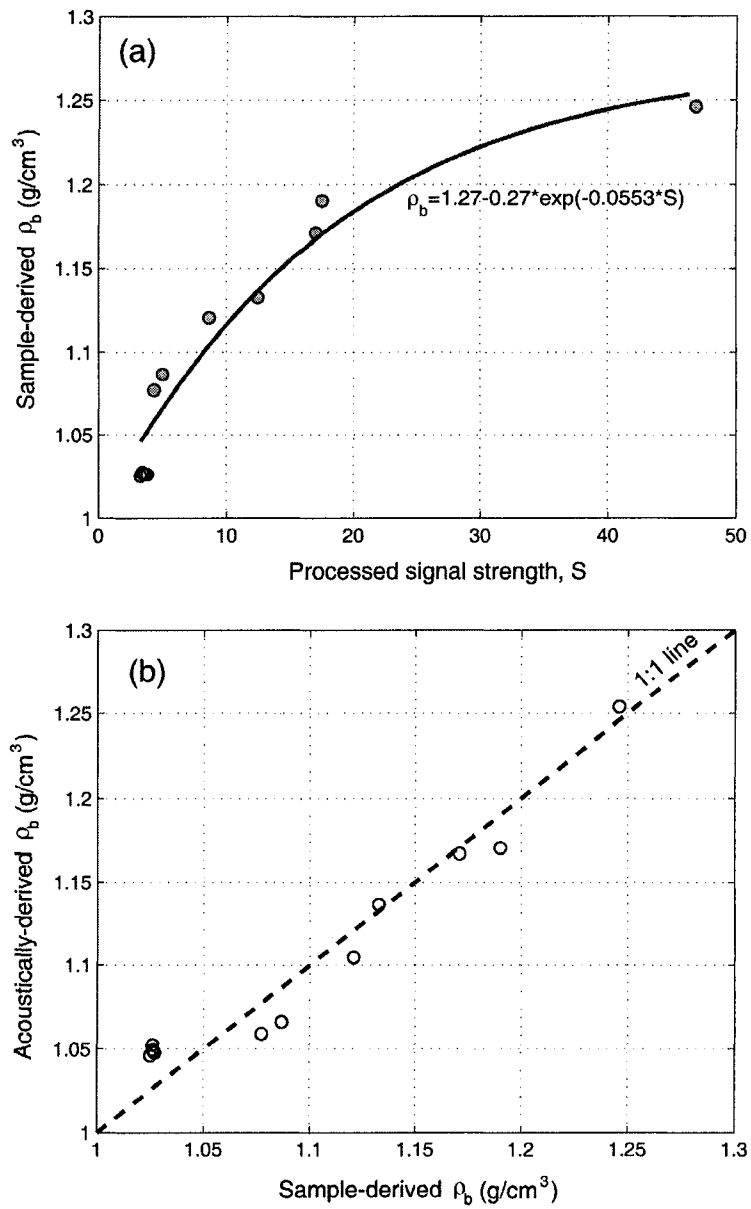 (a)
1.3
1.25
1.2
1.15
1.1
1.05
1
Sample-derived ρb (g/cm³)
ρb=1.27-0.27*exp(-0.0553*S)
0 10 20 30 40 50
Processed signal strength, S
(b)
1.3
1.25
1.2
1.15
1.1
1.05
1
Acoustically-derived ρb (g/cm³)
1:1 line
1 1.05 1.1 1.15 1.2 1.25 1.3
Sample-derived ρb (g/cm³)